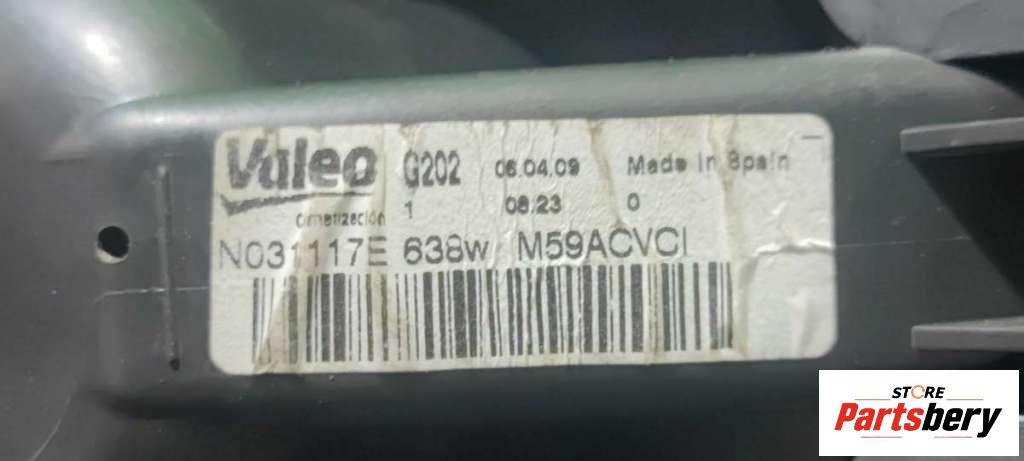 Valeo G202 06.04.09 Made in Spain
Climatización 1 08:23 0
N031117E 638w M59ACVCI
STORE
Partsbery